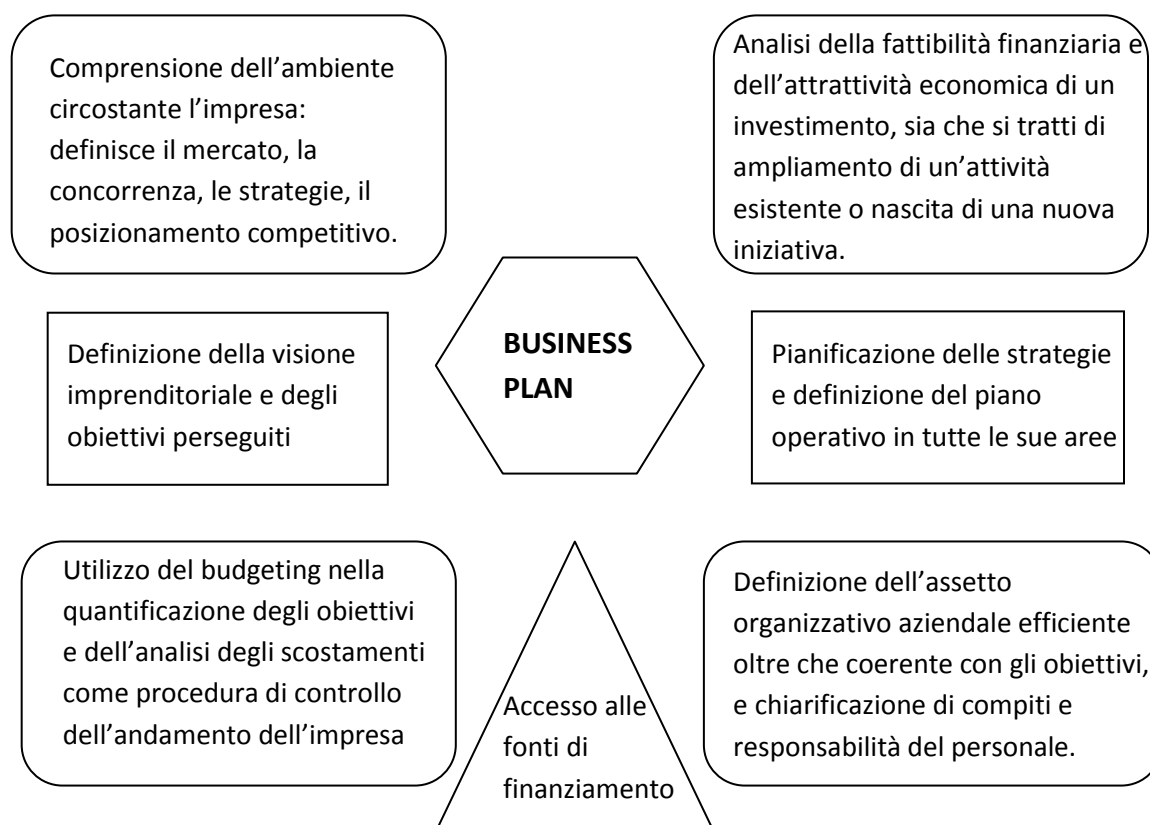 Comprensione dell’ambiente
circostante l’impresa:
definisce il mercato, la
concorrenza, le strategie, il
posizionamento competitivo.
Analisi della fattibilità finanziaria e
dell’attrattività economica di un
investimento, sia che si tratti di
ampliamento di un’attività
esistente o nascita di una nuova
iniziativa.
Definizione della visione
imprenditoriale e degli
obiettivi perseguiti
BUSINESS
PLAN
Pianificazione delle strategie
e definizione del piano
operativo in tutte le sue aree
Utilizzo del budgeting nella
quantificazione degli obiettivi
e dell’analisi degli scostamenti
come procedura di controllo
dell’andamento dell’impresa
Accesso alle
fonti di
finanziamento
Definizione dell’assetto
organizzativo aziendale efficiente
oltre che coerente con gli obiettivi,
e chiarificazione di compiti e
responsabilità del personale.